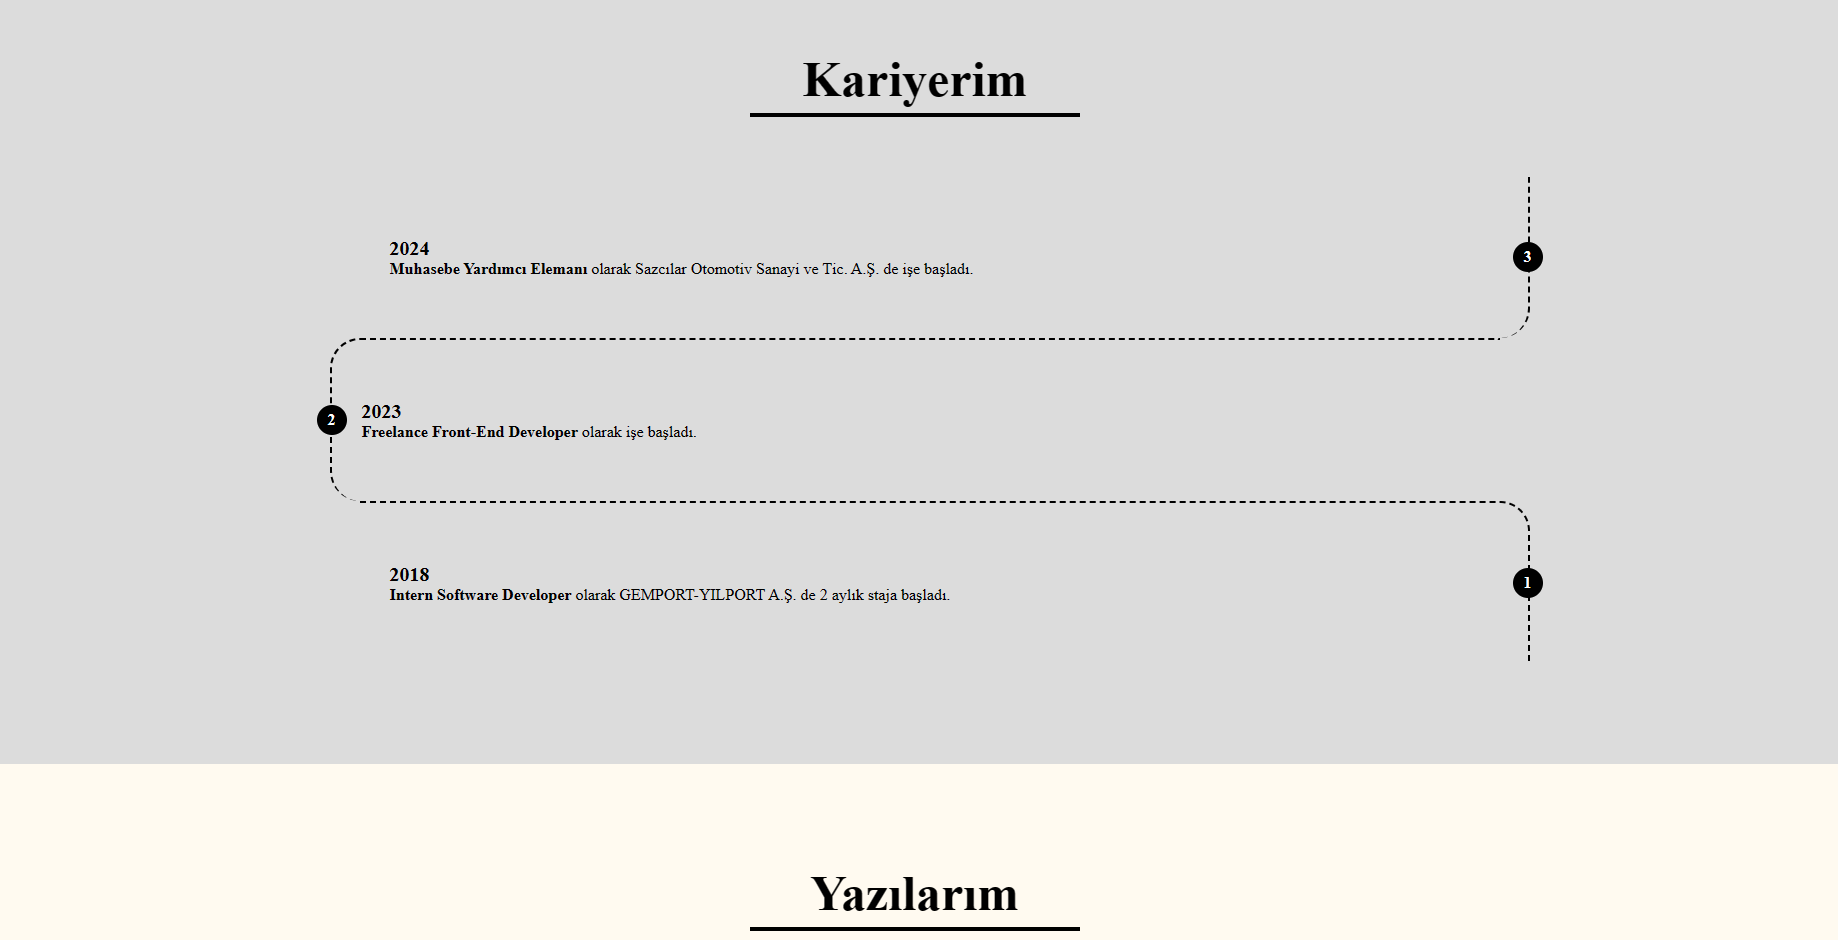 Kariyerim
2024
3
Muhasebe Yardımcı Elemanı olarak Sazcılar Otomotiv Sanayi ve Tic. A.Ş. de işe başladı.
2
2023
Freelance Front-End Developer olarak işe başladı.
2018
1
Intern Software Developer olarak GEMPORT-YILPORT A.Ş. de 2 aylık staja başladı.
Yazılarım